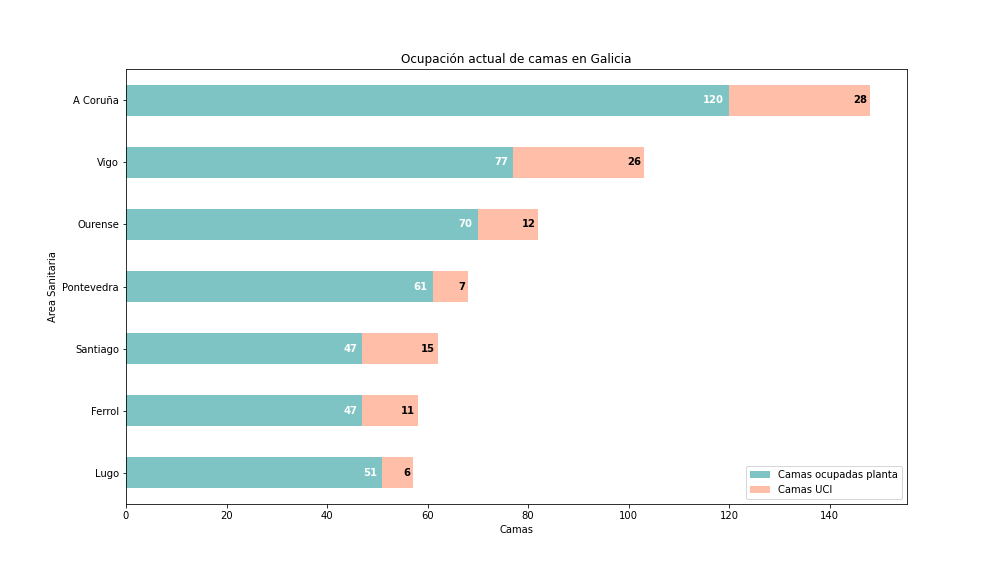 Ocupación actual de camas en Galicia
Area Sanitaria
A Coruña 120 28
Vigo 77 26
Ourense 70 12
Pontevedra 61 7
Santiago 47 15
Ferrol 47 11
Lugo 51 6
Camas ocupadas planta
Camas UCI
0 20 40 60 80 100 120 140
Camas